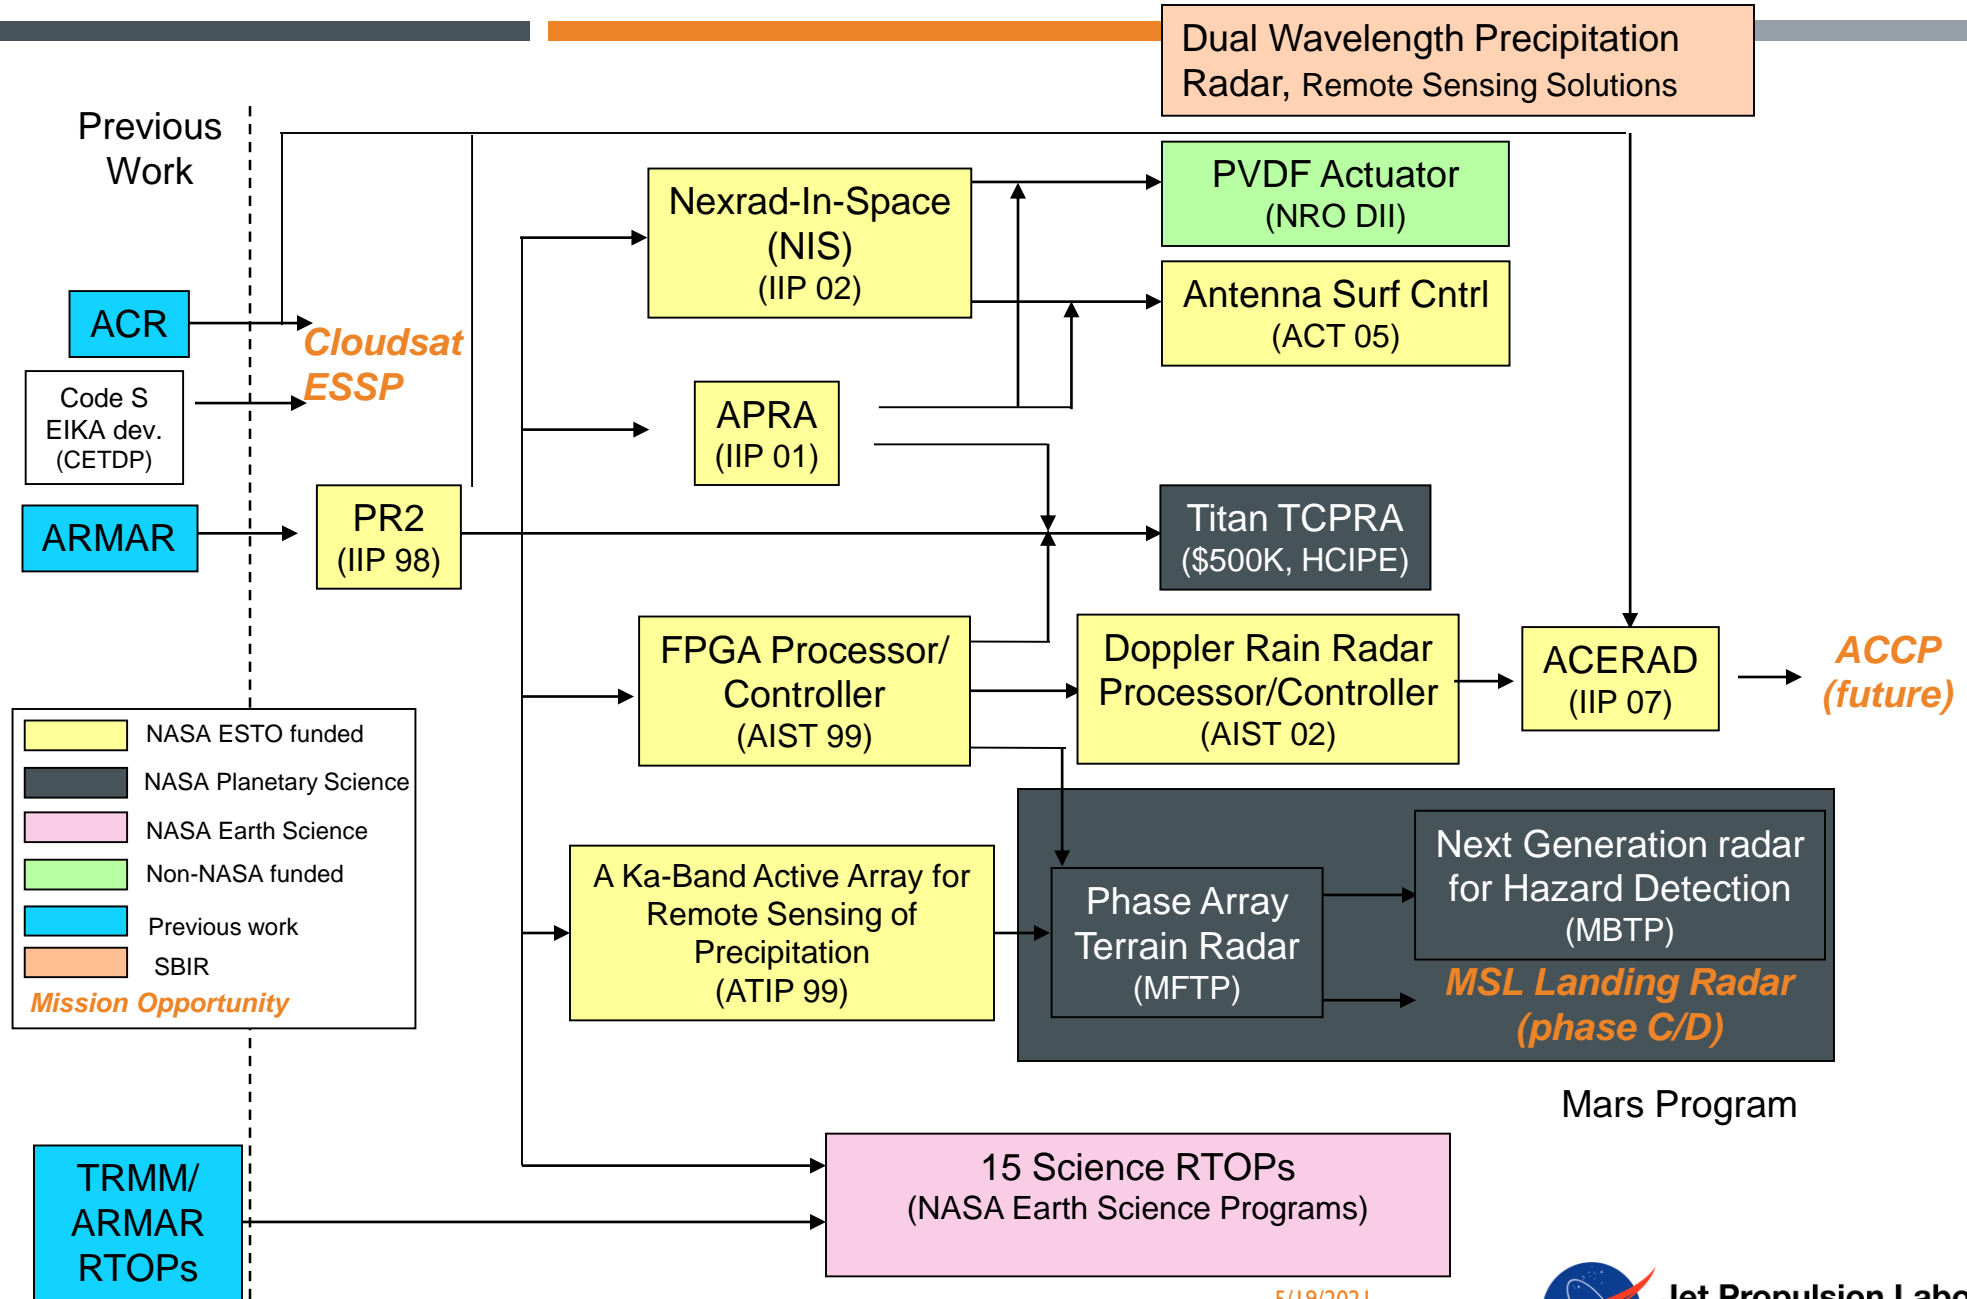 Dual Wavelength Precipitation
Radar, Remote Sensing Solutions
Previous
Work
Nexrad-In-Space
(NIS)
(IIP 02)
PVDF Actuator
(NRO DII)
Antenna Surf Cntrl
(ACT 05)
ACR
Cloudsat
ESSP
Code S
EIKA dev.
(CETDP)
APRA
(IIP 01)
ARMAR
PR2
(IIP 98)
Titan TCPRA
($500K, HCIPE)
FPGA Processor/
Controller
(AIST 99)
Doppler Rain Radar
Processor/Controller
(AIST 02)
ACERAD
(IIP 07)
ACCP
(future)
NASA ESTO funded
NASA Planetary Science
NASA Earth Science
Non-NASA funded
Previous work
SBIR
Mission Opportunity
A Ka-Band Active Array for
Remote Sensing of
Precipitation
(ATIP 99)
Phase Array
Terrain Radar
(MFTP)
Next Generation radar
for Hazard Detection
(MBTP)
MSL Landing Radar
(phase C/D)
Mars Program
TRMM/
ARMAR
RTOPs
15 Science RTOPs
(NASA Earth Science Programs)
5/19/2021
Jet Propulsion Labo